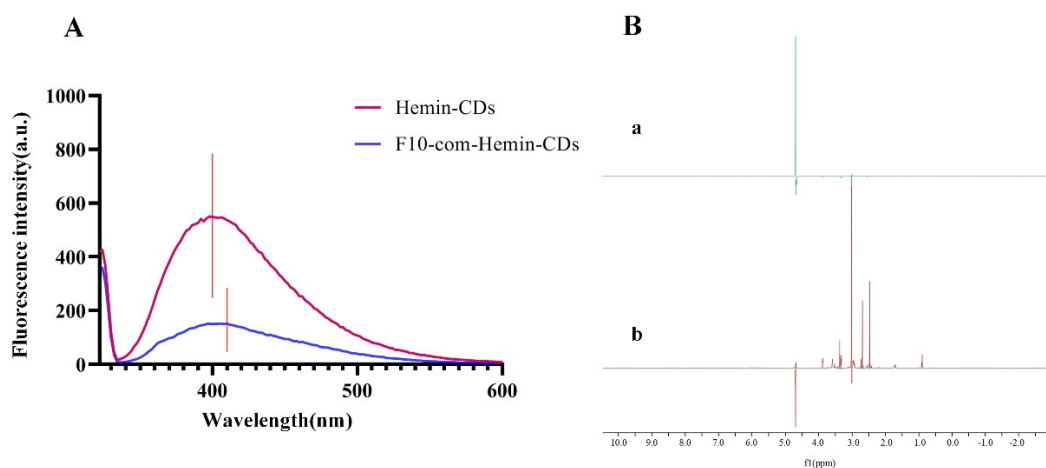 A
1000
800
600
400
200
0
400
500
600
Fluorescence intensity(a.u.)
Wavelength(nm)
Hemin-CDs
F10-com-Hemin-CDs
B
a
b
10.0 9.0 8.0 7.0 6.0 5.0 4.0 3.0 2.0 1.0 0.0 -1.0 -2.0
f1(ppm)